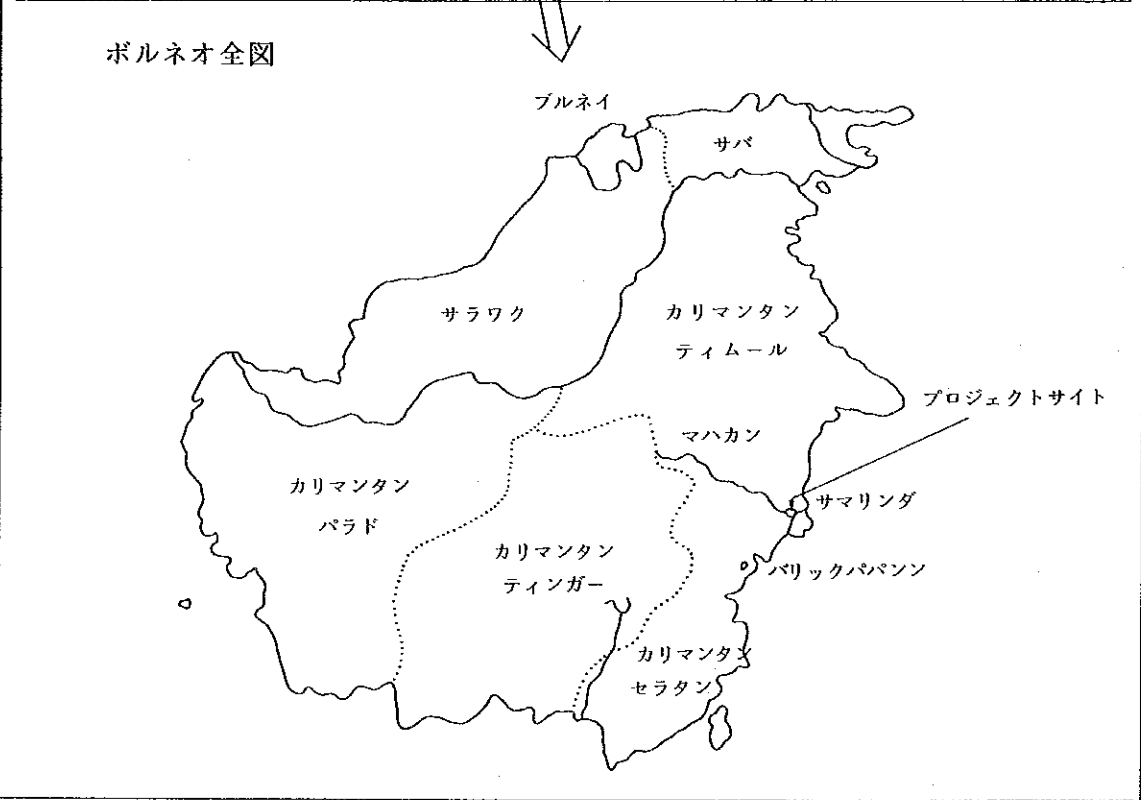 ボルネオ全図
ブルネイ
サバ
サラワク
カリマンタン
ティムール
プロジェクトサイト
マハカン
カリマンタン
パラド
サマリンダ
カリマンタン
ティンガー
バリックパパンン
カリマンタン
セラタン